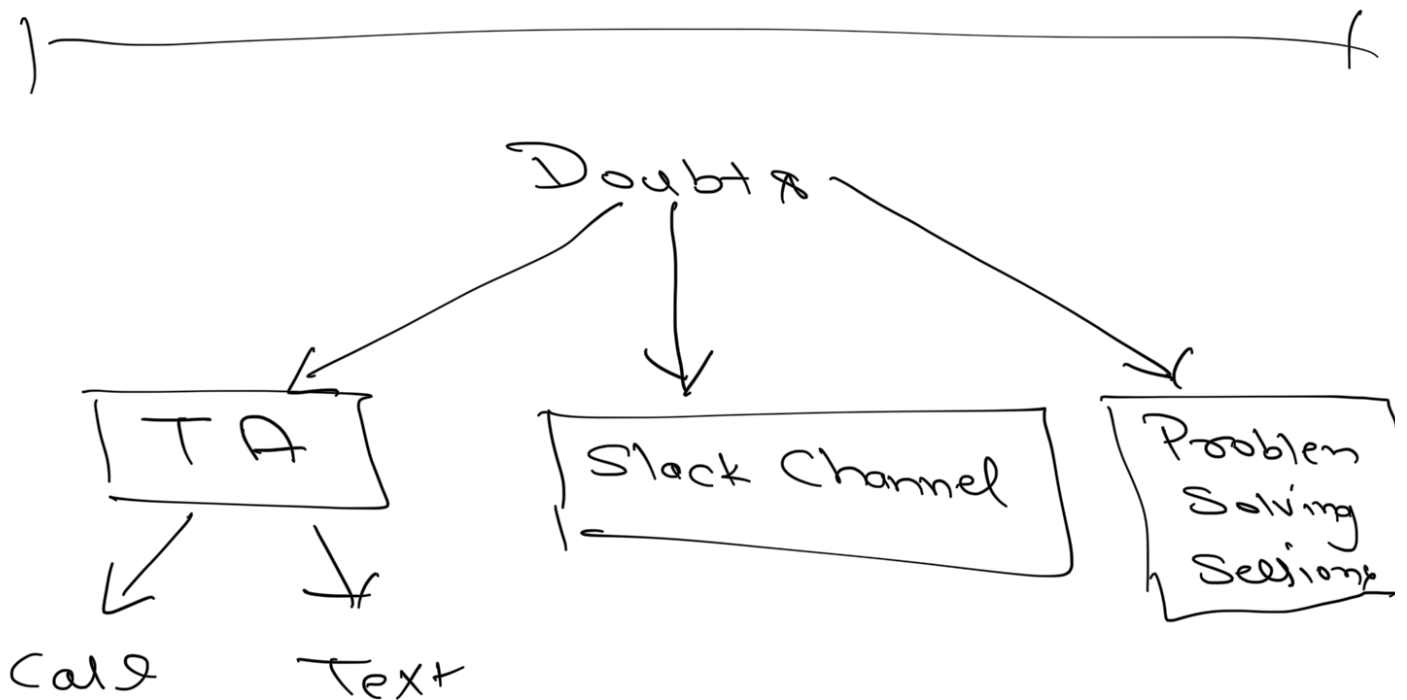 Doubts
TA
Slack Channel
Problem
Solving
Sessions
Call
Text